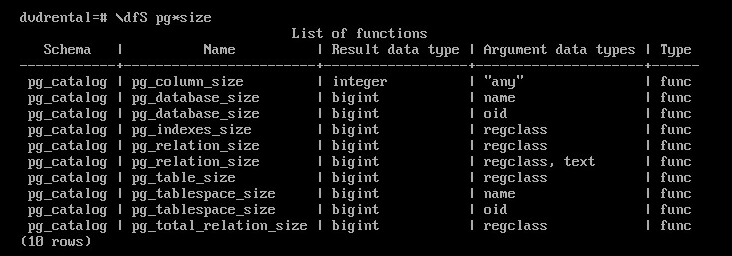 dvdrental=# \dfS pg*size
                                  List of functions
   Schema   |          Name          | Result data type | Argument data types | Type
------------+------------------------+------------------+---------------------+------
 pg_catalog | pg_column_size         | integer          | "any"               | func
 pg_catalog | pg_database_size       | bigint           | name                | func
 pg_catalog | pg_database_size       | bigint           | oid                 | func
 pg_catalog | pg_indexes_size        | bigint           | regclass            | func
 pg_catalog | pg_relation_size       | bigint           | regclass            | func
 pg_catalog | pg_relation_size       | bigint           | regclass, text      | func
 pg_catalog | pg_table_size          | bigint           | regclass            | func
 pg_catalog | pg_tablespace_size     | bigint           | name                | func
 pg_catalog | pg_tablespace_size     | bigint           | oid                 | func
 pg_catalog | pg_total_relation_size | bigint           | regclass            | func
(10 rows)